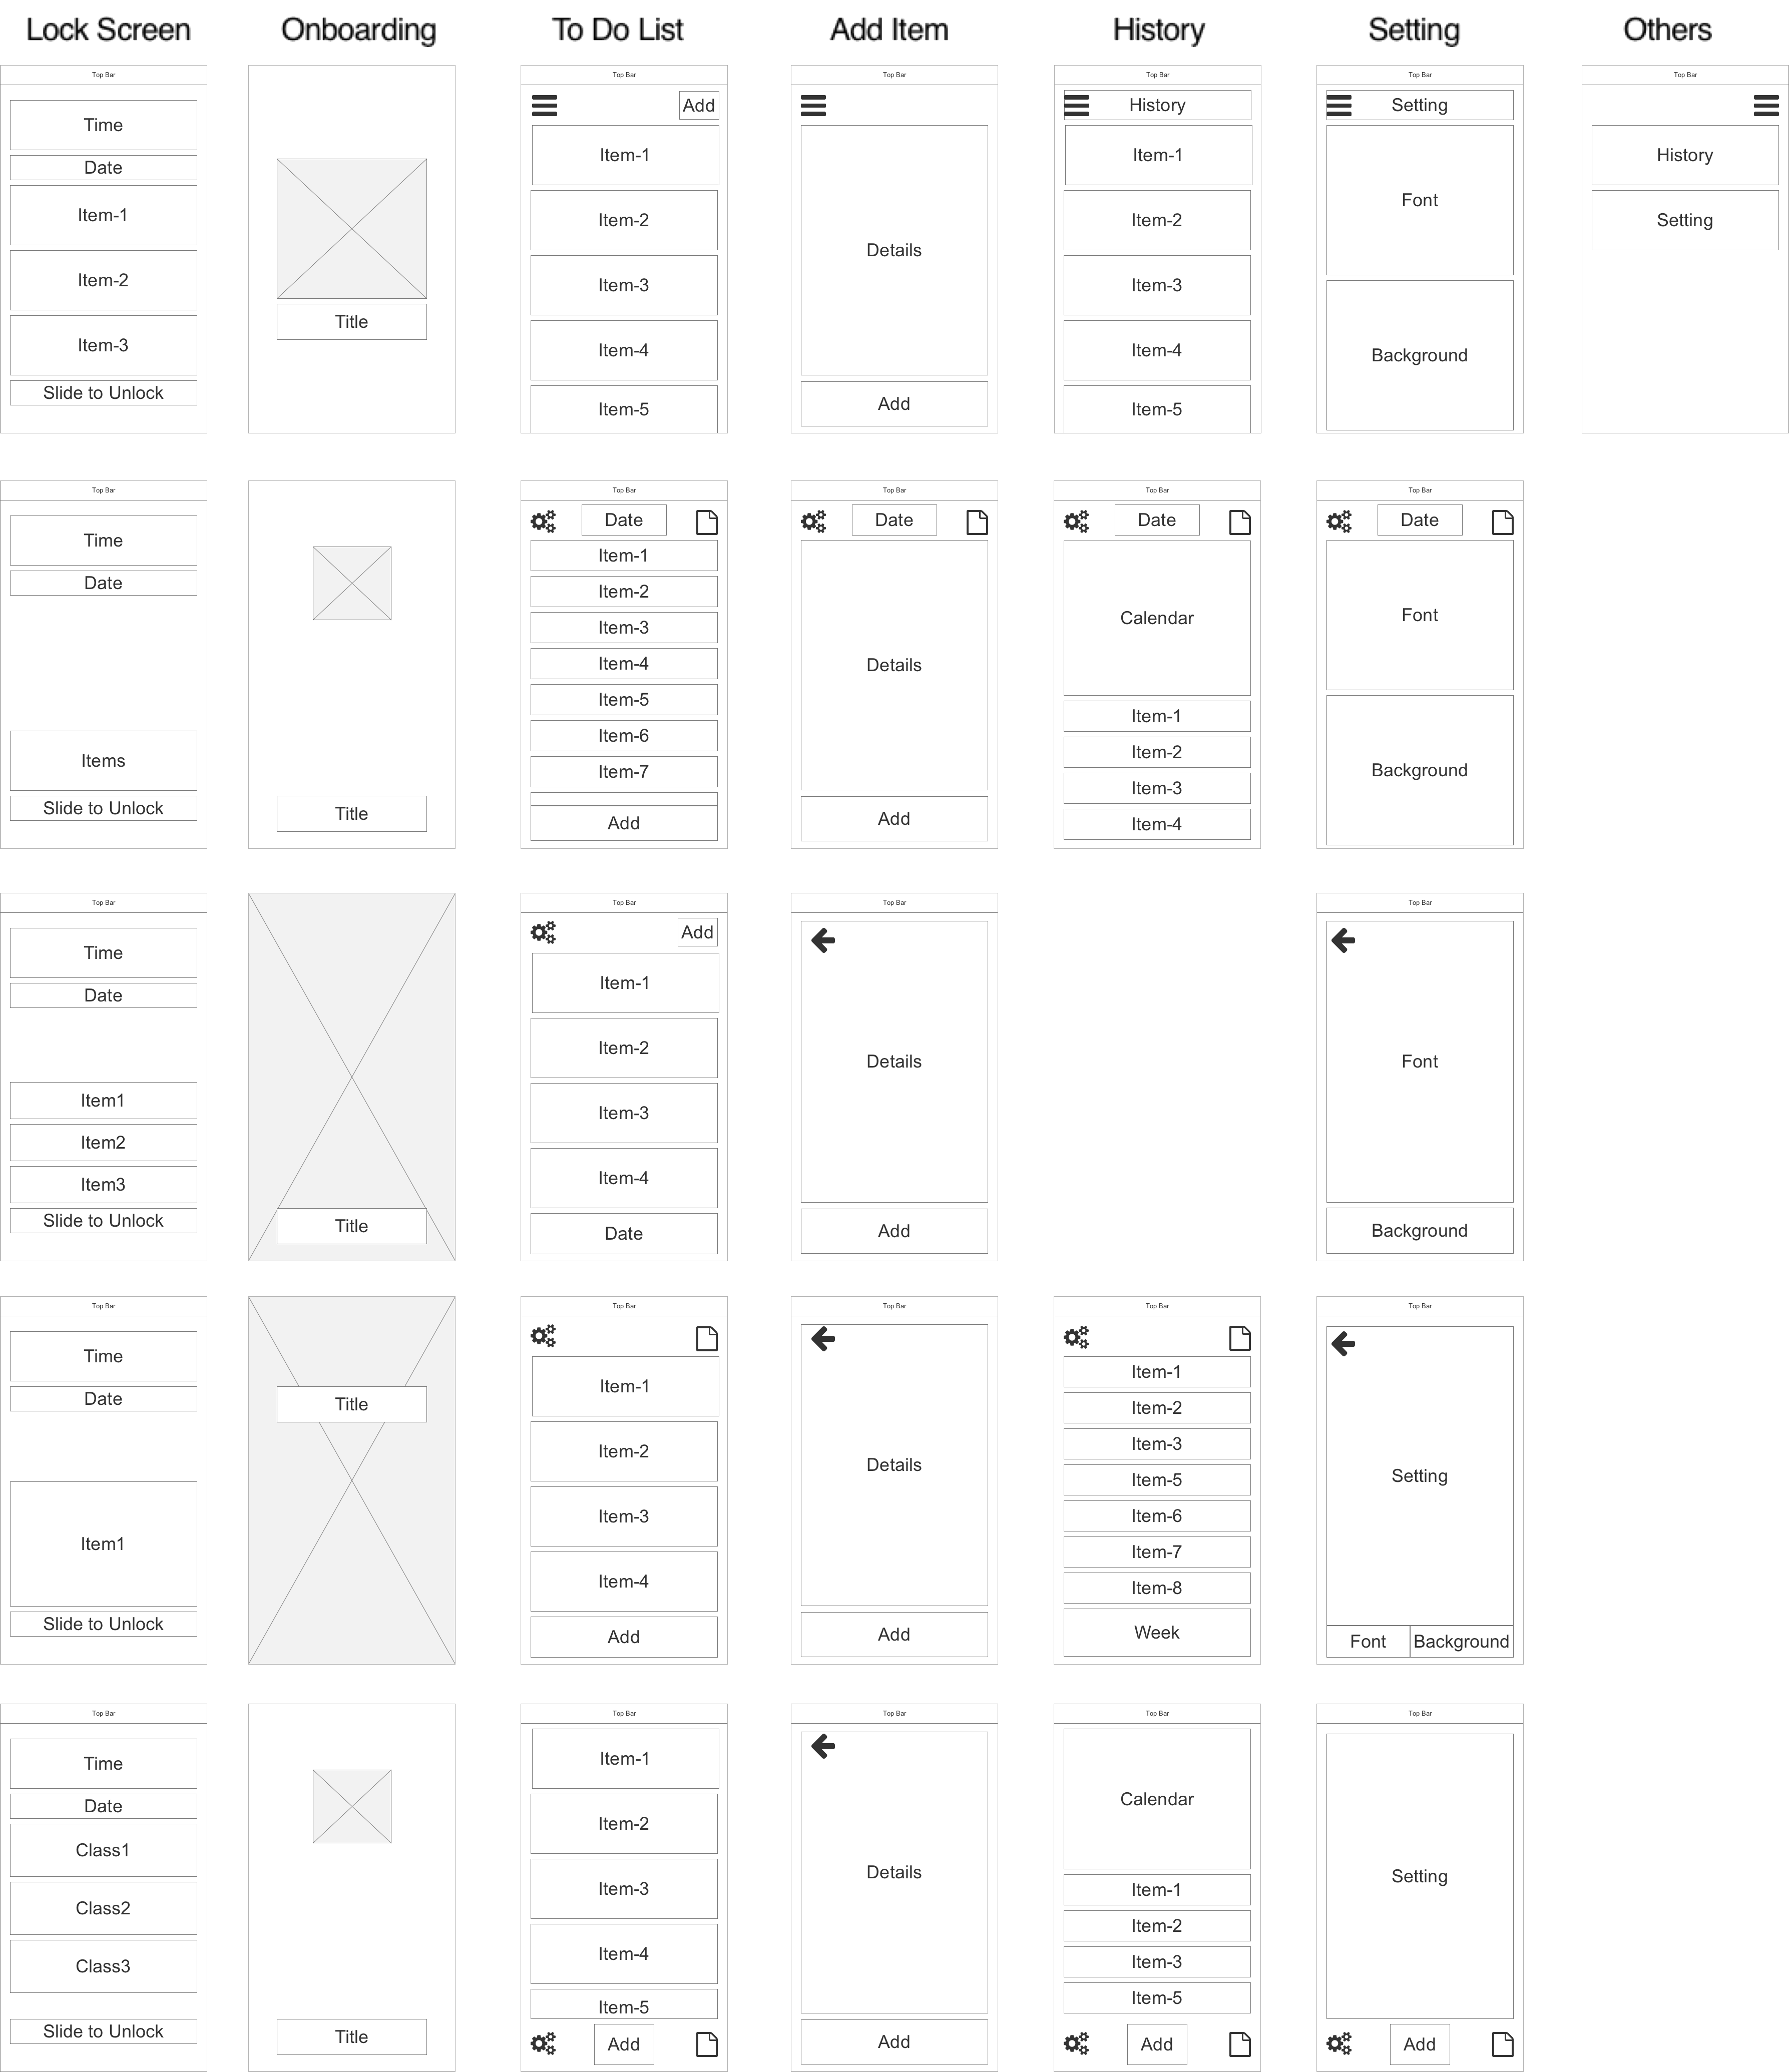 Lock Screen
Onboarding
To Do List
Add Item
History
Setting
Others
Top Bar
Time
Date
Item-1
Item-2
Item-3
Slide to Unlock
Title
Top Bar
Add
Item-1
Item-2
Item-3
Item-4
Item-5
Top Bar
Details
Add
Top Bar
History
Item-1
Item-2
Item-3
Item-4
Item-5
Top Bar
Setting
Font
Background
Top Bar
History
Setting
Top Bar
Time
Date
Items
Slide to Unlock
Title
Top Bar
Date
Item-1
Item-2
Item-3
Item-4
Item-5
Item-6
Item-7
Add
Top Bar
Date
Details
Add
Top Bar
Date
Calendar
Item-1
Item-2
Item-3
Item-4
Top Bar
Date
Font
Background
Top Bar
Time
Date
Item1
Item2
Item3
Slide to Unlock
Title
Top Bar
Add
Item-1
Item-2
Item-3
Item-4
Date
Top Bar
Details
Add
Top Bar
Font
Background
Top Bar
Time
Date
Item1
Slide to Unlock
Title
Top Bar
Item-1
Item-2
Item-3
Item-4
Add
Top Bar
Details
Add
Top Bar
Item-1
Item-2
Item-3
Item-5
Item-6
Item-7
Item-8
Week
Top Bar
Setting
Font
Background
Top Bar
Time
Date
Class1
Class2
Class3
Slide to Unlock
Title
Top Bar
Item-1
Item-2
Item-3
Item-4
Item-5
Add
Top Bar
Details
Add
Top Bar
Calendar
Item-1
Item-2
Item-3
Item-5
Add
Top Bar
Setting
Add